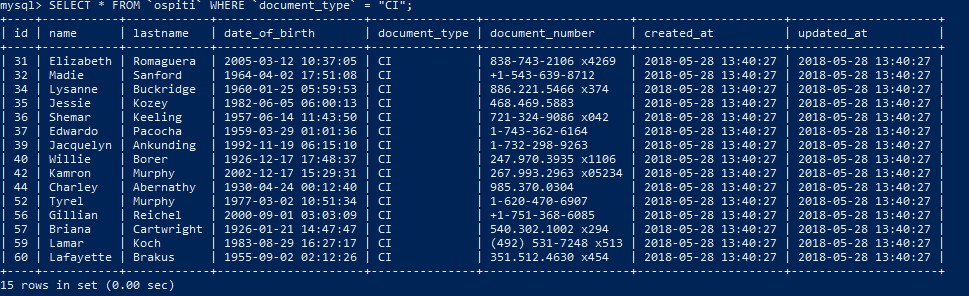 mysql> SELECT * FROM `ospiti` WHERE `document_type` = "CI";
+----+-----------+------------+---------------------+---------------+----------------------+---------------------+---------------------+
| id | name      | lastname   | date_of_birth       | document_type | document_number      | created_at          | updated_at          |
+----+-----------+------------+---------------------+---------------+----------------------+---------------------+---------------------+
| 31 | Elizabeth | Romaguera  | 2005-03-12 10:37:05 | CI            | 838-743-2106 x4269   | 2018-05-28 13:40:27 | 2018-05-28 13:40:27 |
| 32 | Madie     | Sanford    | 1964-04-02 17:51:08 | CI            | +1-543-639-8712      | 2018-05-28 13:40:27 | 2018-05-28 13:40:27 |
| 34 | Lysanne   | Buckridge  | 1960-01-25 05:59:53 | CI            | 886.221.5466 x374    | 2018-05-28 13:40:27 | 2018-05-28 13:40:27 |
| 35 | Jessie    | Kozey      | 1982-06-05 06:00:13 | CI            | 468.469.5883         | 2018-05-28 13:40:27 | 2018-05-28 13:40:27 |
| 36 | Shemar    | Keeling    | 1957-06-14 11:43:50 | CI            | 721-324-9086 x042    | 2018-05-28 13:40:27 | 2018-05-28 13:40:27 |
| 37 | Edwardo   | Pacocha    | 1959-03-29 01:01:36 | CI            | 1-743-362-6164       | 2018-05-28 13:40:27 | 2018-05-28 13:40:27 |
| 39 | Jacquelyn | Ankunding  | 1992-11-19 06:15:10 | CI            | 1-732-298-9263       | 2018-05-28 13:40:27 | 2018-05-28 13:40:27 |
| 40 | Willie    | Borer      | 1926-12-17 17:48:37 | CI            | 247.970.3935 x1106   | 2018-05-28 13:40:27 | 2018-05-28 13:40:27 |
| 42 | Kamron    | Murphy     | 2002-12-17 15:29:31 | CI            | 267.993.2963 x05234  | 2018-05-28 13:40:27 | 2018-05-28 13:40:27 |
| 44 | Charley   | Abernathy  | 1930-04-24 00:12:40 | CI            | 985.370.0304         | 2018-05-28 13:40:27 | 2018-05-28 13:40:27 |
| 52 | Tyrel     | Murphy     | 1977-03-02 10:51:34 | CI            | 1-620-470-6907       | 2018-05-28 13:40:27 | 2018-05-28 13:40:27 |
| 56 | Gillian   | Reichel    | 2000-09-01 03:03:09 | CI            | +1-751-368-6085      | 2018-05-28 13:40:27 | 2018-05-28 13:40:27 |
| 57 | Briana    | Cartwright | 1926-01-21 14:47:47 | CI            | 540.302.1002 x294    | 2018-05-28 13:40:27 | 2018-05-28 13:40:27 |
| 59 | Lamar     | Koch       | 1983-08-29 16:27:17 | CI            | (492) 531-7248 x513  | 2018-05-28 13:40:27 | 2018-05-28 13:40:27 |
| 60 | Lafayette | Brakus     | 1955-09-02 02:12:26 | CI            | 351.512.4630 x454    | 2018-05-28 13:40:27 | 2018-05-28 13:40:27 |
+----+-----------+------------+---------------------+---------------+----------------------+---------------------+---------------------+
15 rows in set (0.00 sec)